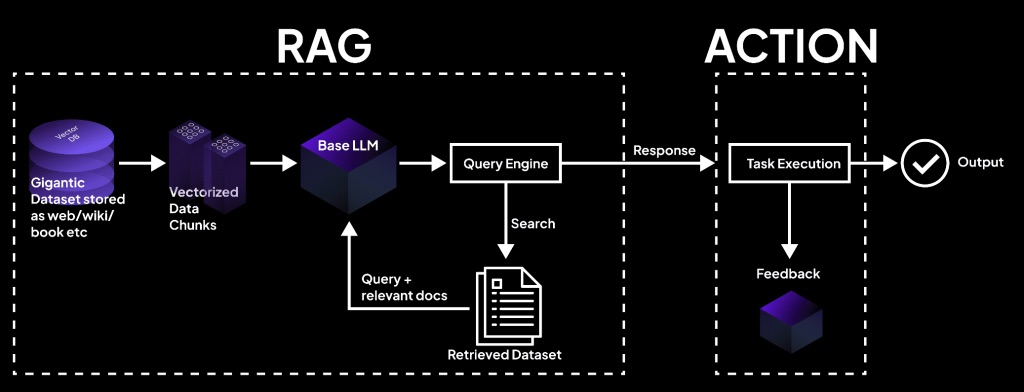 RAG
ACTION
Vector
DB
Gigantic
Dataset stored
as web/wiki/
book etc
Vectorized
Data
Chunks
Base LLM
Query Engine
Response
Task Execution
Output
Search
Query +
relevant docs
Retrieved Dataset
Feedback